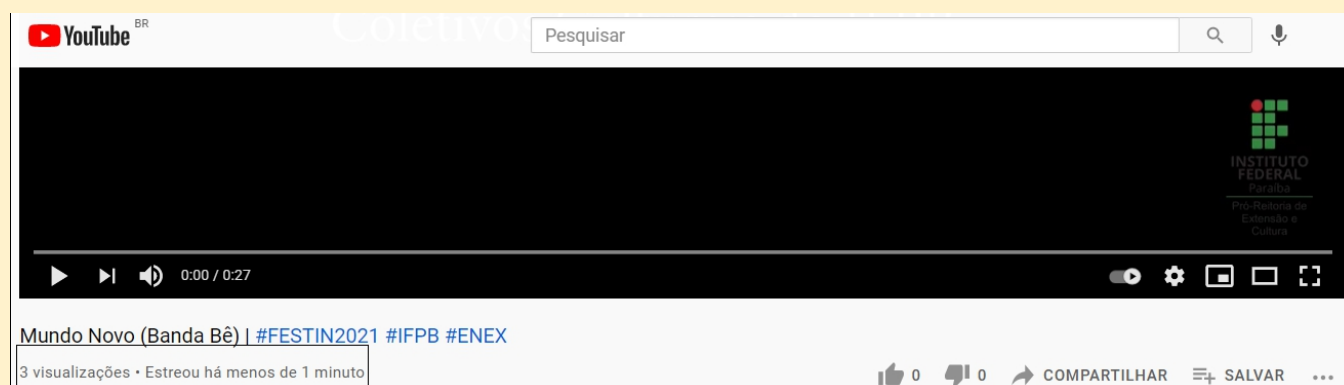 YouTube BR
Coletivos
Pesquisar
INSTITUTO
FEDERAL
Paraíba
Pró-Reitoria de
Extensão e
Cultura
0:00 / 0:27
Mundo Novo (Banda Bê) | #FESTIN2021 #IFPB #ENEX
3 visualizações • Estreou há menos de 1 minuto
0 0 COMPARTILHAR SALVAR